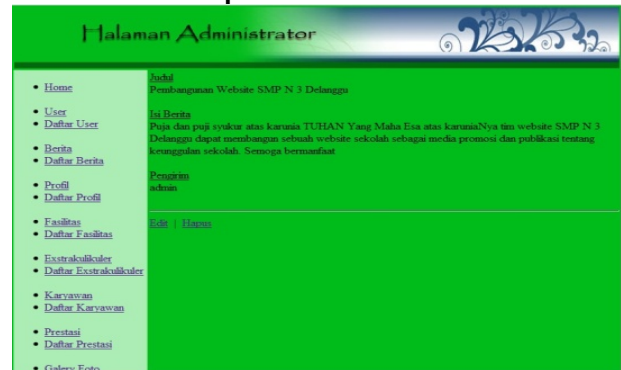 Halaman Administrator
Home
User
Daftar User
Berita
Daftar Berita
Profil
Daftar Profil
Fasilitas
Daftar Fasilitas
Exstrakulikuler
Daftar Exstrakulikuler
Karyawan
Daftar Karyawan
Prestasi
Daftar Prestasi
Galery Foto
Judul
Pembangunan Website SMP N 3 Delanggu
Isi Berita
Puja dan puji syukur atas karunia TUHAN Yang Maha Esa atas karuniaNya tim website SMP N 3
Delanggu dapat membangun sebuah website sekolah sebagai media promosi dan publikasi tentang
keunggulan sekolah. Semoga bermanfaat
Pengirim
admin
Edit | Hapus